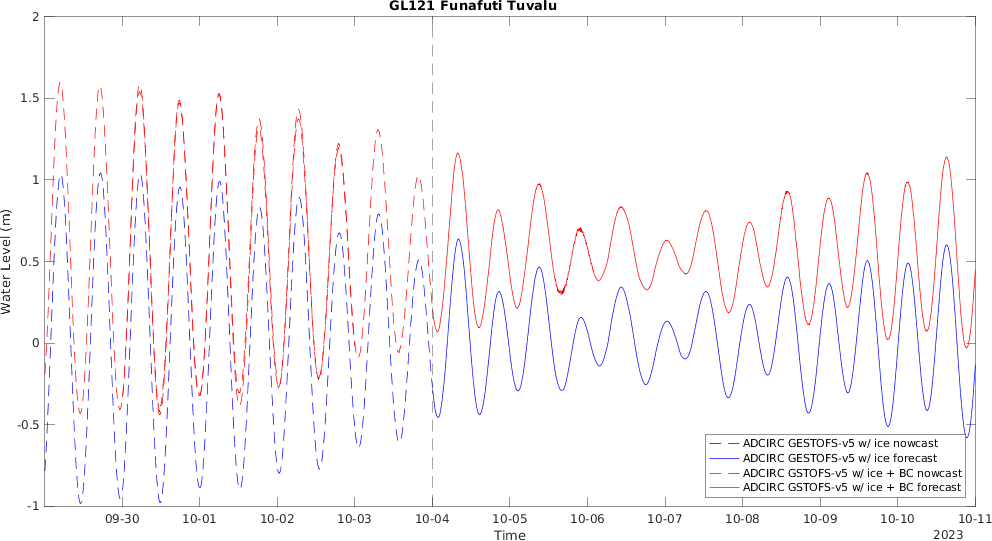 GL121 Funafuti Tuvalu
Water Level (m)
2
1.5
1
0.5
0
-0.5
-1
09-30
10-01
10-02
10-03
10-04
10-05
10-06
10-07
10-08
10-09
10-10
10-11
Time
2023
ADCIRC GESTOFS-v5 w/ ice nowcast
ADCIRC GESTOFS-v5 w/ ice forecast
ADCIRC GSTOFS-v5 w/ ice + BC nowcast
ADCIRC GSTOFS-v5 w/ ice + BC forecast